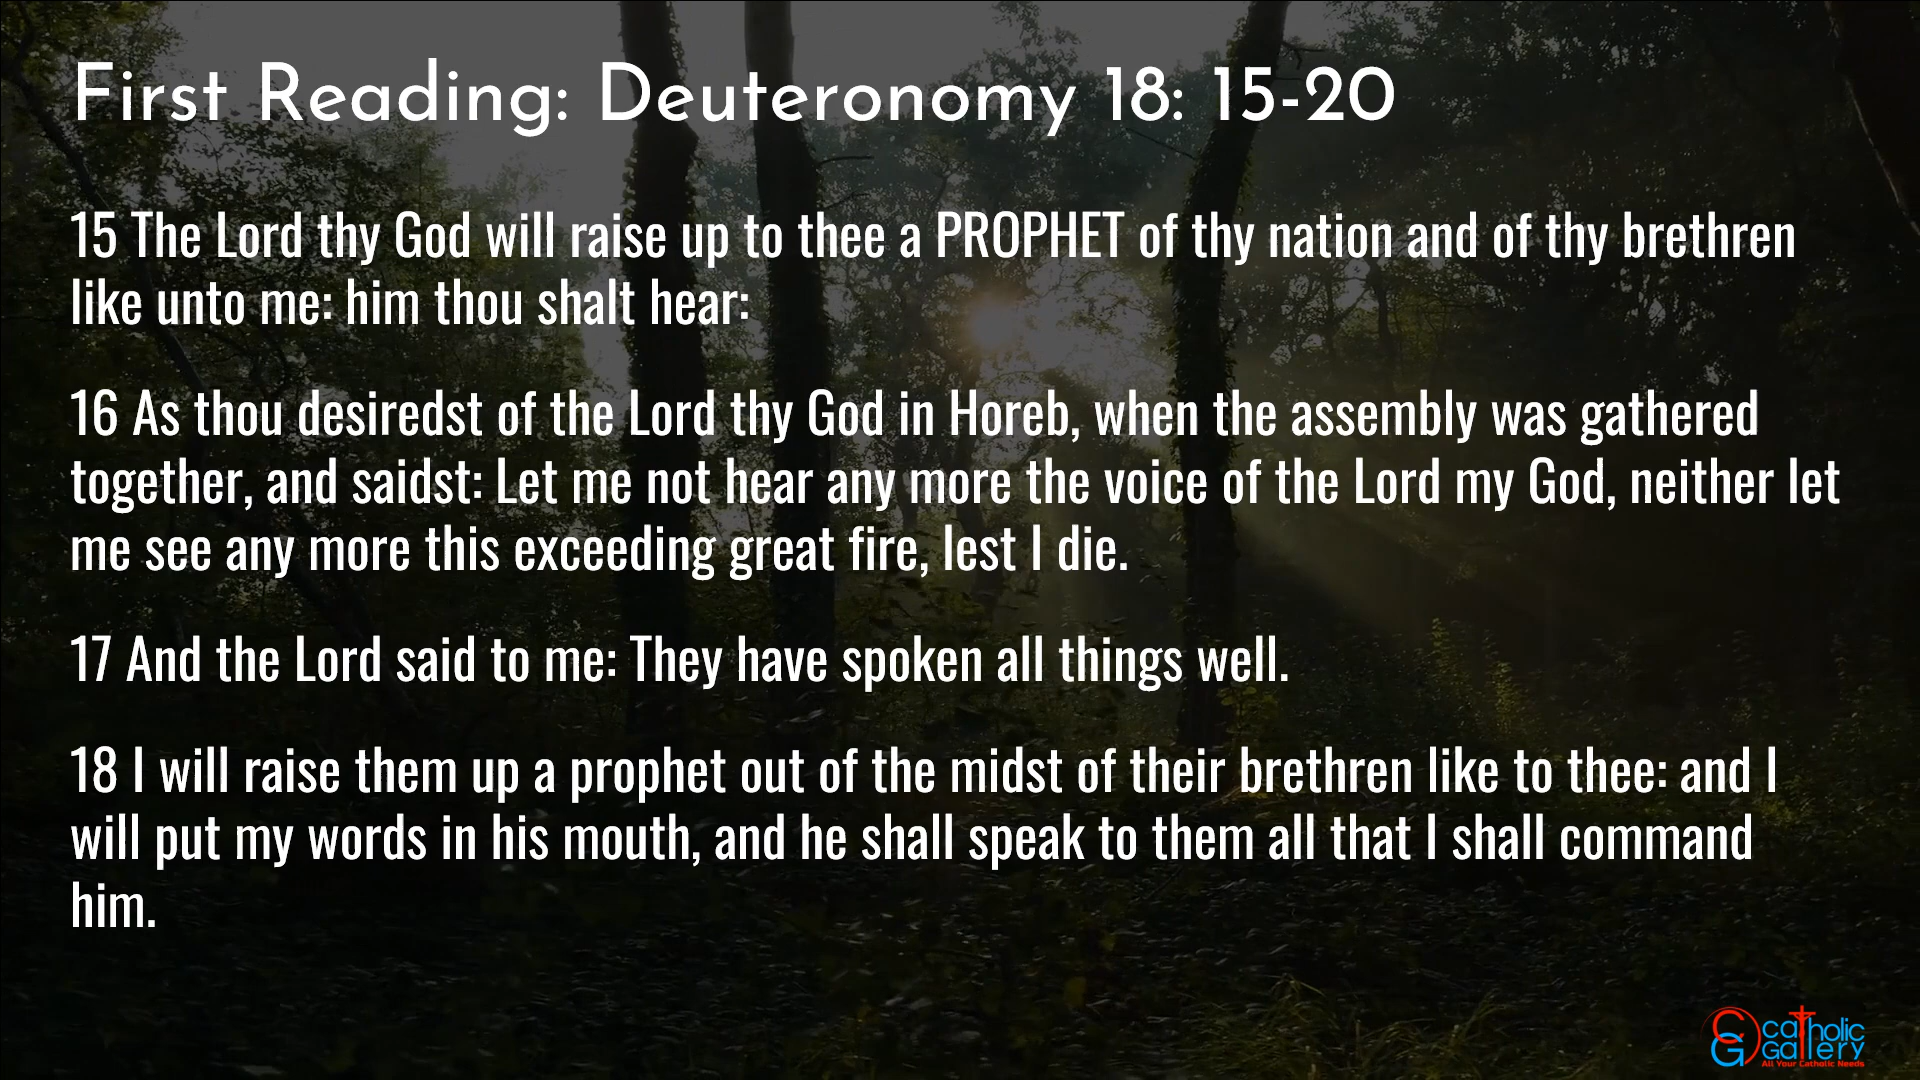 First Reading: Deuteronomy 18: 15-20
15 The Lord thy God will raise up to thee a PROPHET of thy nation and of thy brethren
like unto me: him thou shalt hear:
16 As thou desiredst of the Lord thy God in Horeb, when the assembly was gathered
together, and saidst: Let me not hear any more the voice of the Lord my God, neither let
me see any more this exceeding great fire, lest I die.
17 And the Lord said to me: They have spoken all things well.
18 I will raise them up a prophet out of the midst of their brethren like to thee: and I
will put my words in his mouth, and he shall speak to them all that I shall command
him.
CG catholic
Gallery
All Your Catholic Needs